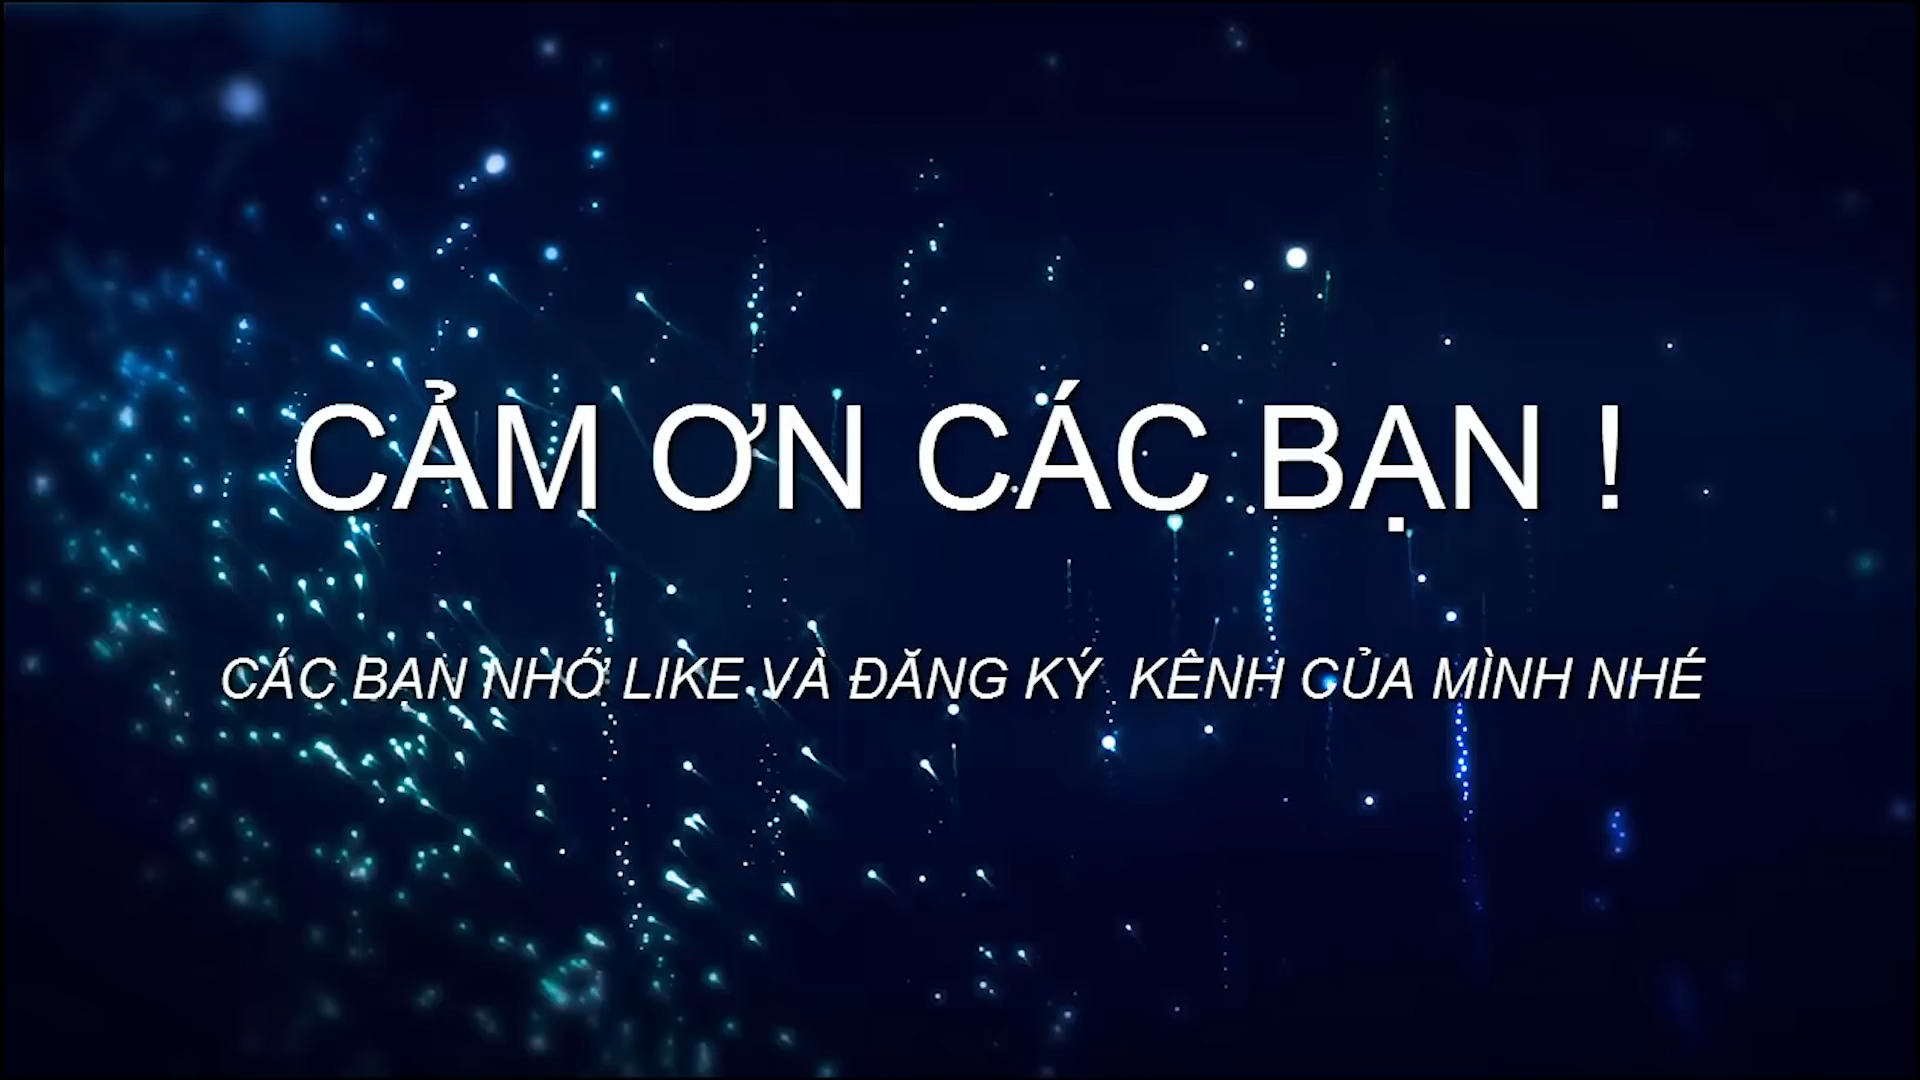 CẢM ƠN CÁC BẠN !
CÁC BẠN NHỚ LIKE VÀ ĐĂNG KÝ  KÊNH CỦA MÌNH NHÉ